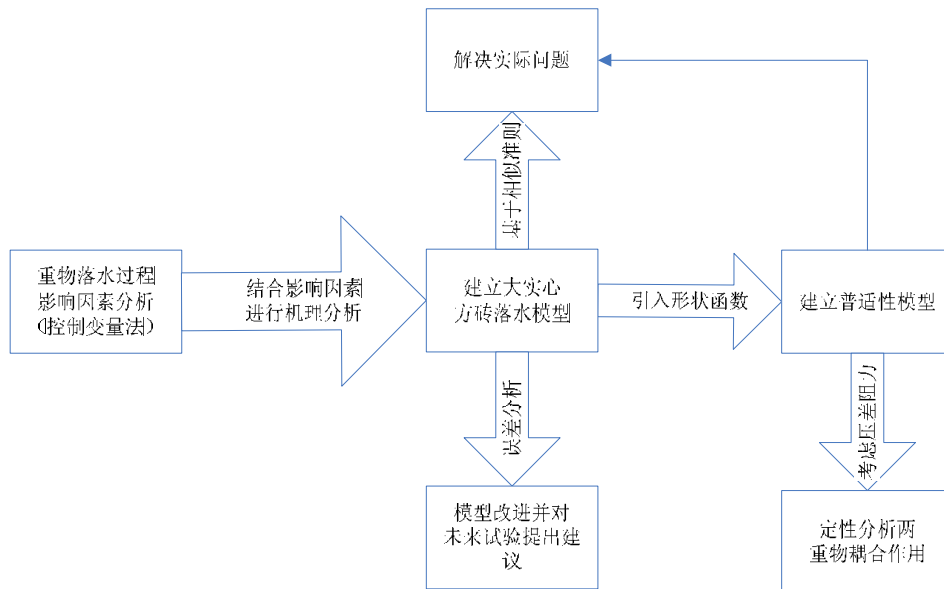 解决实际问题
基于相似准则
重物落水过程
影响因素分析
(控制变量法)
结合影响因素
进行机理分析
建立大实心
方砖落水模型
引入形状函数
建立普适性模型
误差分析
考虑压差阻力
模型改进并对
未来试验提出建
议
定性分析两
重物耦合作用